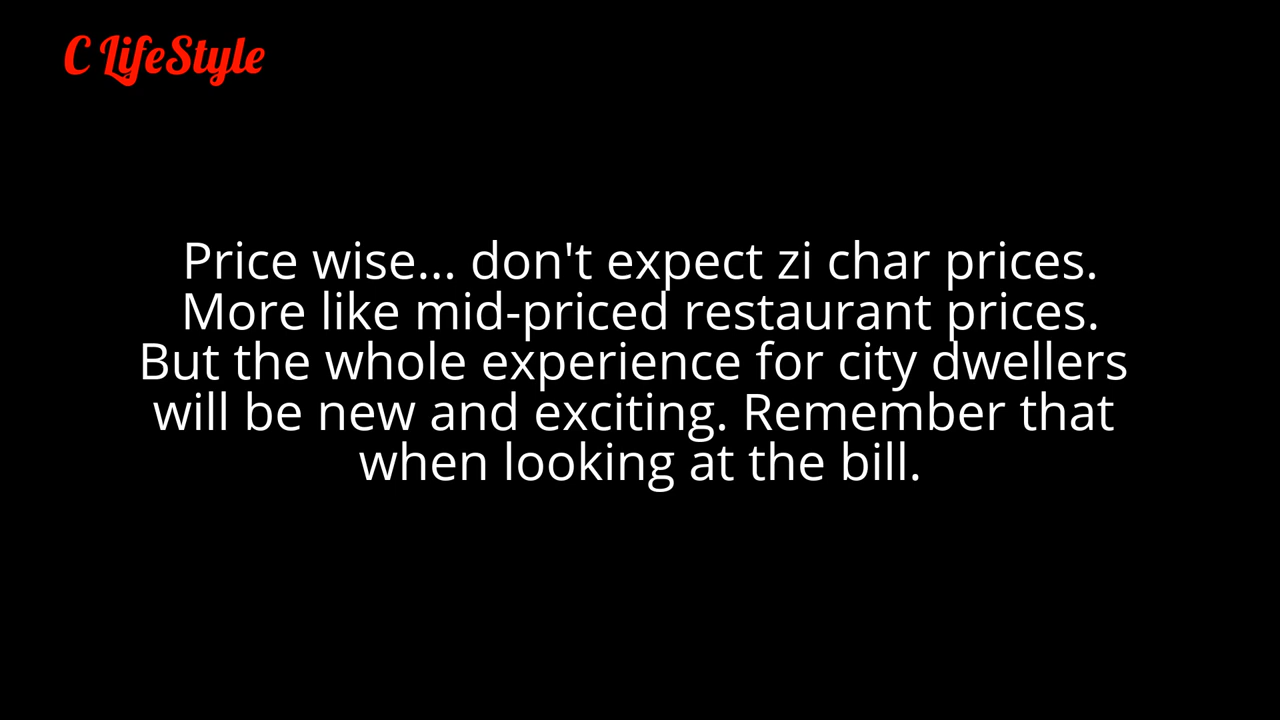 C LifeStyle
Price wise... don't expect zi char prices.
More like mid-priced restaurant prices.
But the whole experience for city dwellers
will be new and exciting. Remember that
when looking at the bill.